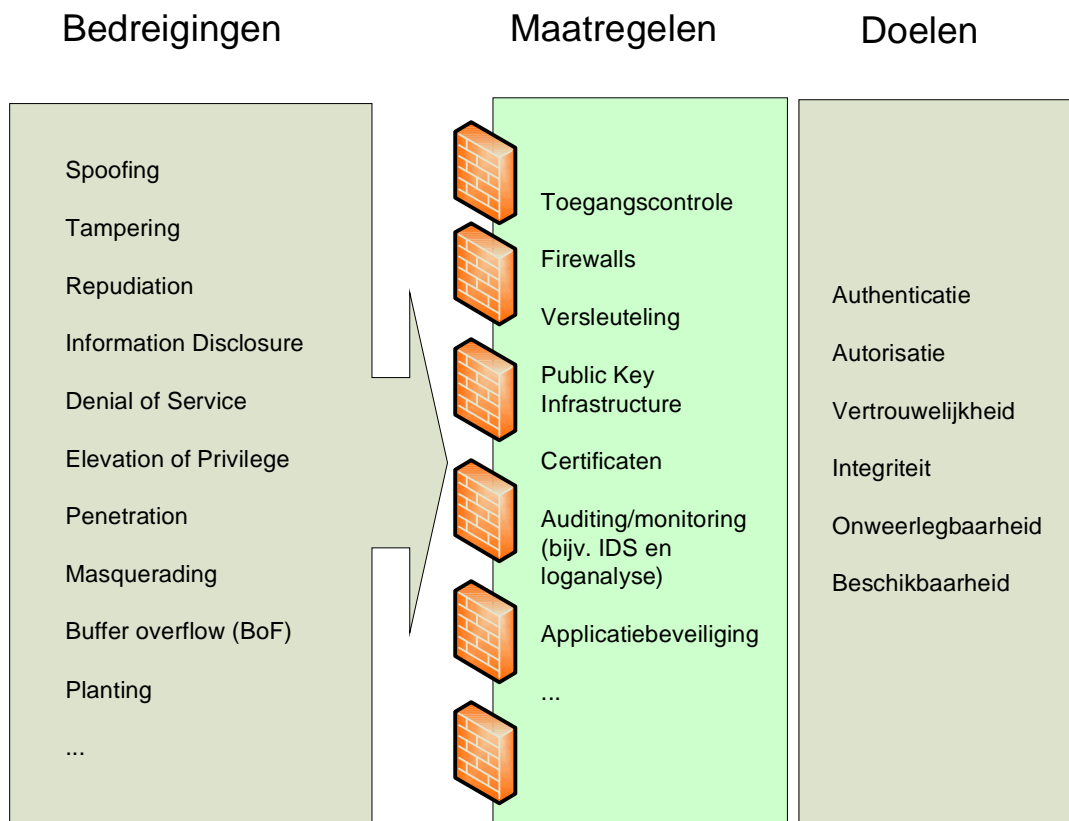 Bedreigingen
Maatregelen
Doelen
Spoofing
Tampering
Repudiation
Information Disclosure
Denial of Service
Elevation of Privilege
Penetration
Masquerading
Buffer overflow (BoF)
Planting
...
Toegangscontrole
Firewalls
Versleuteling
Public Key
Infrastructure
Certificaten
Auditing/monitoring
(bijv. IDS en
loganalyse)
Applicatiebeveiliging
...
Authenticatie
Autorisatie
Vertrouwelijkheid
Integriteit
Onweerlegbaarheid
Beschikbaarheid